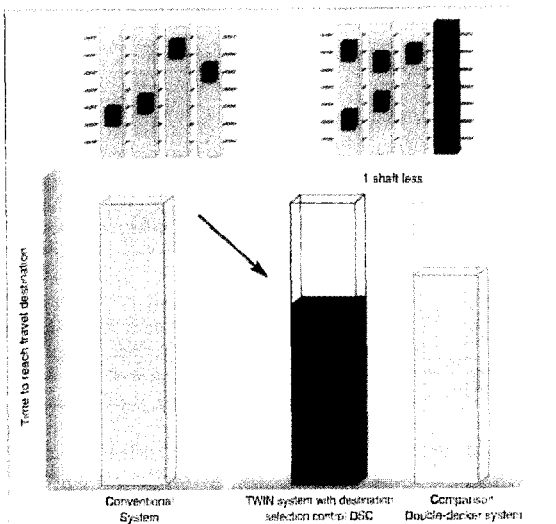 1 shaft less
Time to reach travel destination
Conventional
System
TWIN system with destination
selection control DSC
Comparison
Double-decker system